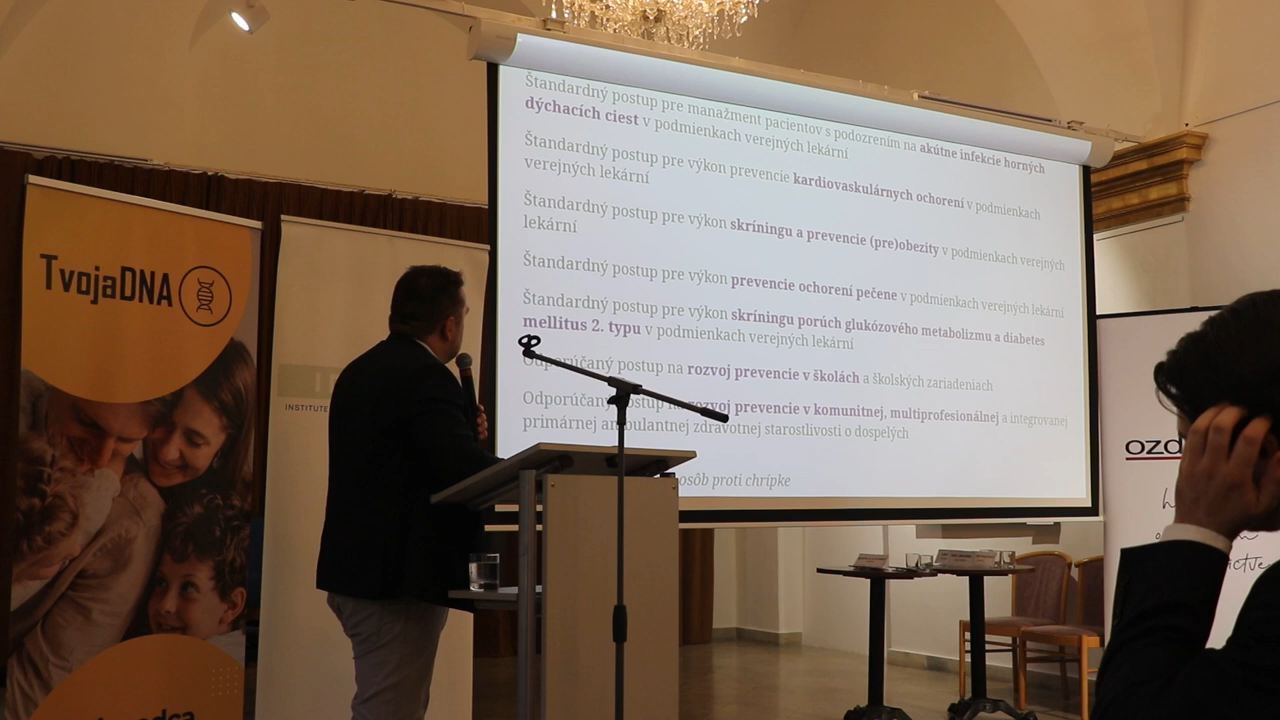 TvojaDNA
INSTITUTE
Štandardný postup pre manažment pacientov s podozrením na akútne infekcie horných
dýchacích ciest v podmienkach verejných lekární
Štandardný postup pre výkon prevencie kardiovaskulárnych ochorení v podmienkach
verejných lekární
Štandardný postup pre výkon skríningu a prevencie (pre)obezity v podmienkach verejných
lekární
Štandardný postup pre výkon prevencie ochorení pečene v podmienkach verejných lekární
Štandardný postup pre výkon skríningu porúch glukózového metabolizmu a diabetes
mellitus 2. typu v podmienkach verejných lekární
Odporúčaný postup na rozvoj prevencie v školách a školských zariadeniach
Odporúčaný postup na rozvoj prevencie v komunitnej, multiprofesionálnej a integrovanej
primárnej ambulantnej zdravotnej starostlivosti o dospelých
osôb proti chrípke
ozd